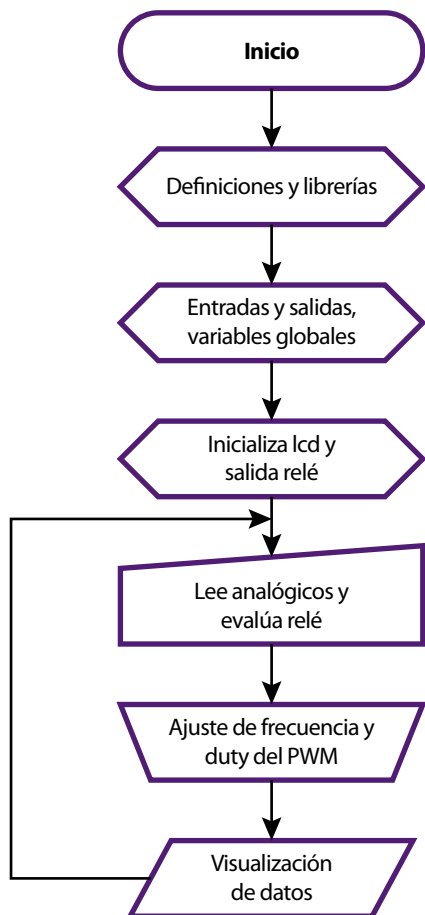 Inicio
Definiciones y librerías
Entradas y salidas,
variables globales
Inicializa lcd y
salida relé
Lee analógicos y
evalúa relé
Ajuste de frecuencia y
duty del PWM
Visualización
de datos